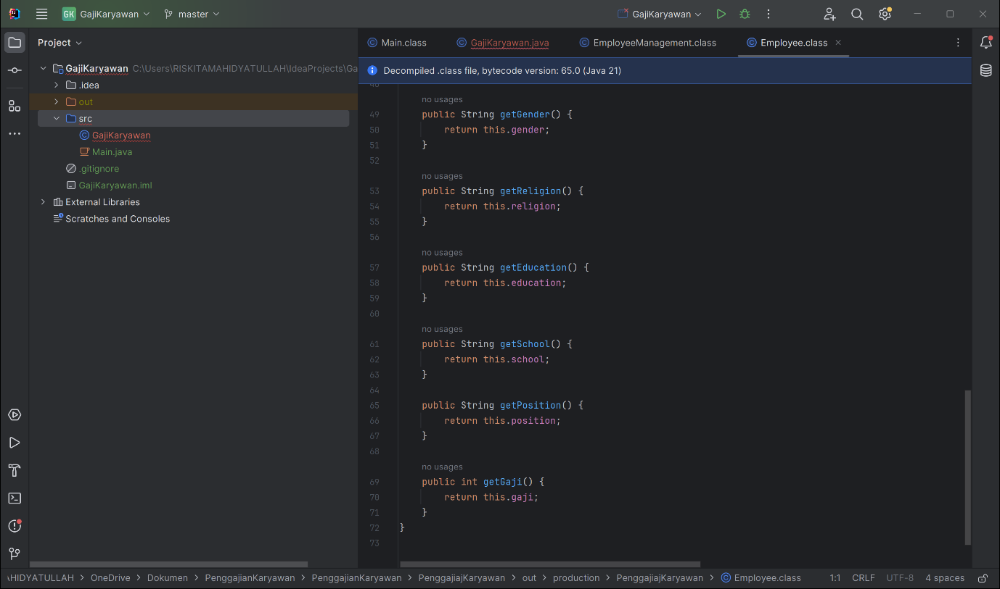 GK GajiKaryawan master GajiKaryawan
Project
Main.class GajiKaryawan.java EmployeeManagement.class Employee.class
GajiKaryawan C:\Users\RISKITAMAHIDYATULLAH\IdeaProjects\Ga
.idea
out
src
GajiKaryawan
Main.java
.gitignore
GajiKaryawan.iml
External Libraries
Scratches and Consoles
Decompiled .class file, bytecode version: 65.0 (Java 21)
no usages
49 public String getGender() {
50 return this.gender;
51 }
52
no usages
53 public String getReligion() {
54 return this.religion;
55 }
56
no usages
57 public String getEducation() {
58 return this.education;
59 }
60
no usages
61 public String getSchool() {
62 return this.school;
63 }
64
65 public String getPosition() {
66 return this.position;
67 }
68
no usages
69 public int getGaji() {
70 return this.gaji;
71 }
72 }
73
AHIDYATULLAH > OneDrive > Dokumen > PenggajianKaryawan > PenggajianKaryawan > PenggajiajKaryawan > out > production > PenggajiajKaryawan > Employee.class 1:1 CRLF UTF-8 4 spaces